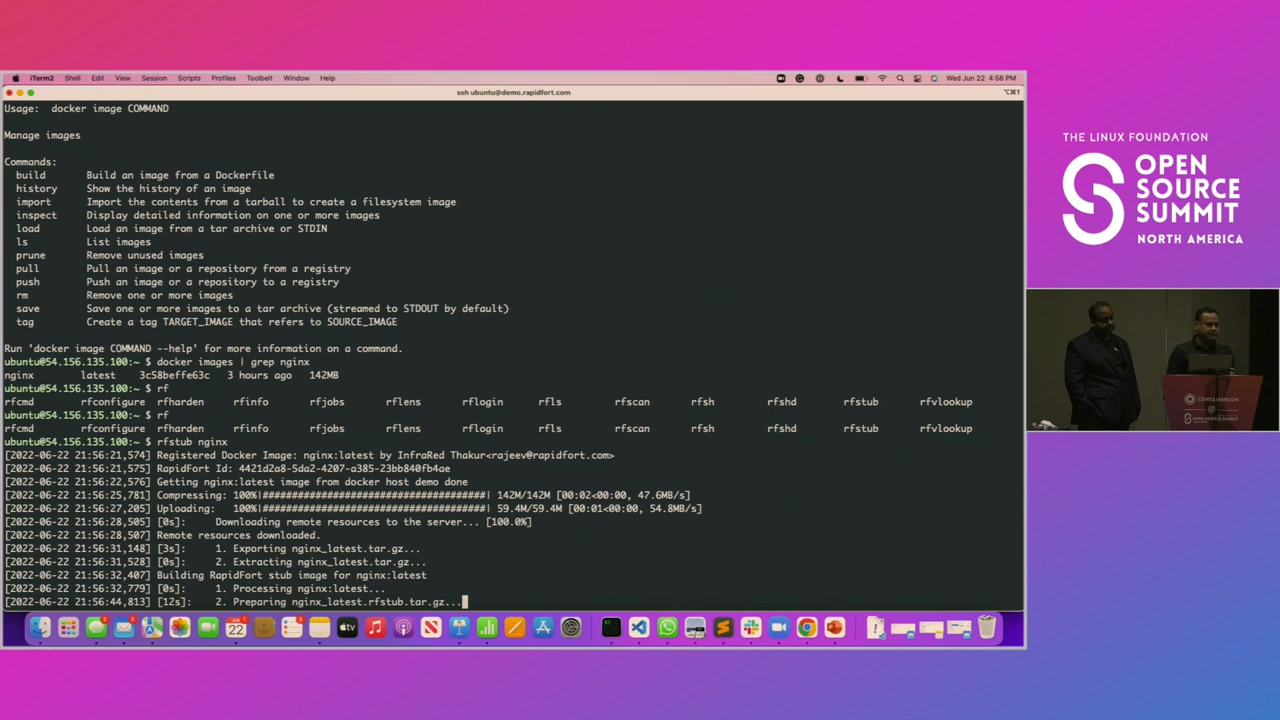 iTerm2 Shell Edit View Session Scripts Profiles Toolbelt Window Help
Wed Jun 22 4:56 PM
ssh ubuntu@demo.rapidfort.com
⌥⌘1
Usage:  docker image COMMAND
Manage images
Commands:
build Build an image from a Dockerfile
history Show the history of an image
import Import the contents from a tarball to create a filesystem image
inspect Display detailed information on one or more images
load Load an image from a tar archive or STDIN
ls List images
prune Remove unused images
pull Pull an image or a repository from a registry
push Push an image or a repository to a registry
rm Remove one or more images
save Save one or more images to a tar archive (streamed to STDOUT by default)
tag Create a tag TARGET_IMAGE that refers to SOURCE_IMAGE
Run 'docker image COMMAND --help' for more information on a command.
ubuntu@54.156.135.100:~ $ docker images | grep nginx
nginx latest 3c58beffe63c 3 hours ago 142MB
ubuntu@54.156.135.100:~ $ rf
rfcmd rfconfigure rfharden rfinfo rfjobs rflens rflogin rfls rfscan rfsh rfshd rfstub rfvlookup
ubuntu@54.156.135.100:~ $ rf
rfcmd rfconfigure rfharden rfinfo rfjobs rflens rflogin rfls rfscan rfsh rfshd rfstub rfvlookup
ubuntu@54.156.135.100:~ $ rfstub nginx
[2022-06-22 21:56:21,574] Registered Docker Image: nginx:latest by InfraRed Thakur<rajeev@rapidfort.com>
[2022-06-22 21:56:21,575] RapidFort Id: 4421d2a8-5da2-4207-a385-23bb840fb4ae
[2022-06-22 21:56:22,576] Getting nginx:latest image from docker host demo done
[2022-06-22 21:56:25,781] Compressing: 100%|######################################| 142M/142M [00:02<00:00, 47.6MB/s]
[2022-06-22 21:56:27,205] Uploading: 100%|######################################| 59.4M/59.4M [00:01<00:00, 54.8MB/s]
[2022-06-22 21:56:28,505] [0s]: Downloading remote resources to the server... [100.0%]
[2022-06-22 21:56:28,507] Remote resources downloaded.
[2022-06-22 21:56:31,148] [3s]: 1. Exporting nginx_latest.tar.gz...
[2022-06-22 21:56:31,528] [0s]: 2. Extracting nginx_latest.tar.gz...
[2022-06-22 21:56:32,407] Building RapidFort stub image for nginx:latest
[2022-06-22 21:56:32,779] [0s]: 1. Processing nginx:latest...
[2022-06-22 21:56:44,813] [12s]: 2. Preparing nginx_latest.rfstub.tar.gz...
22
THE LINUX FOUNDATION
OPEN
SOURCE
SUMMIT
NORTH AMERICA
CONTAINERCON
@